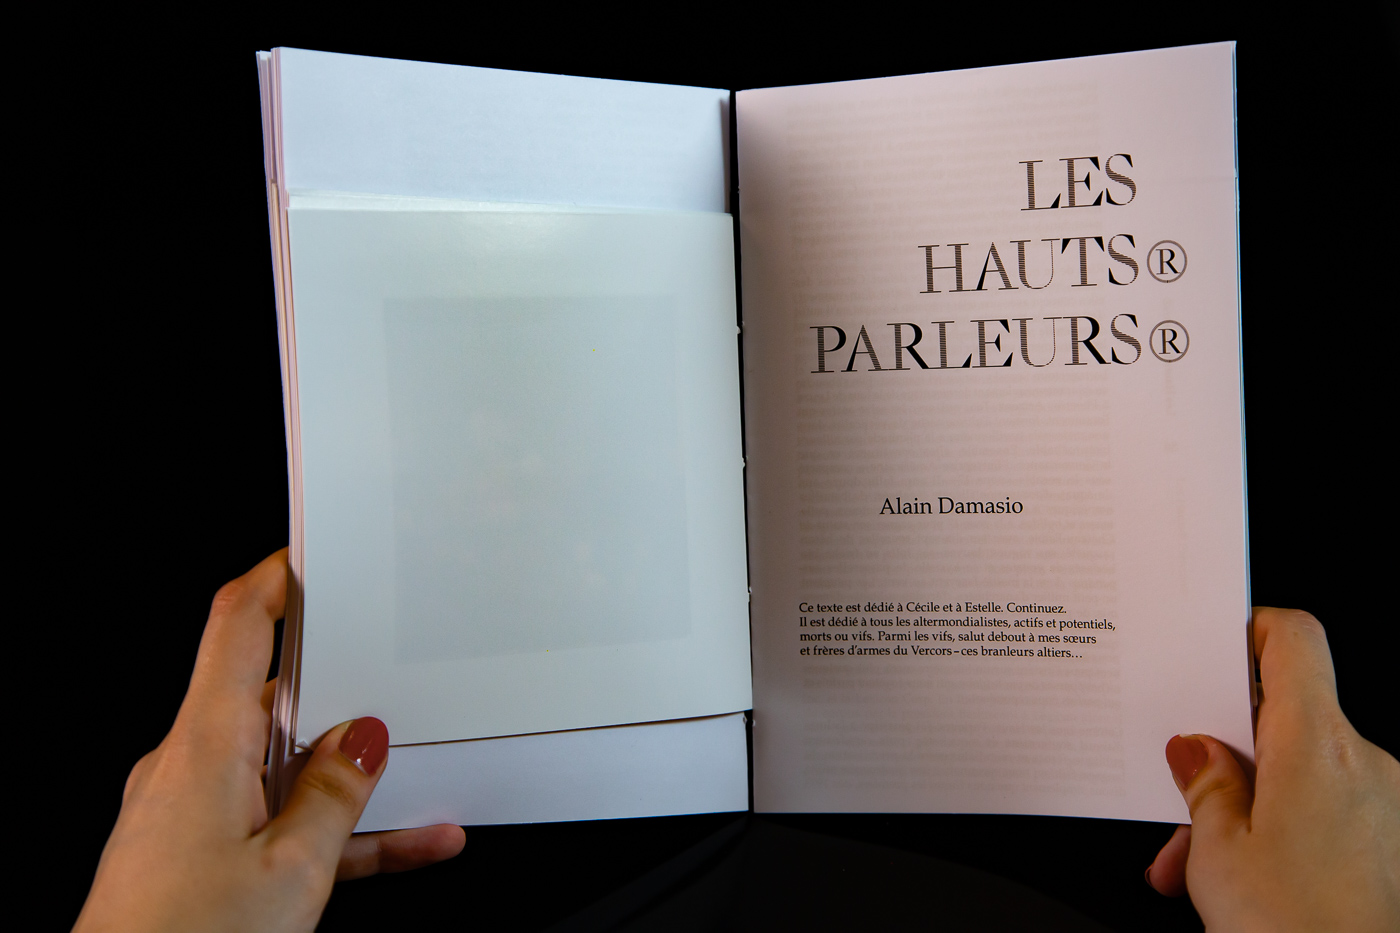 LES
HAUTS®
PARLEURS®
Alain Damasio
Ce texte est dédié à Cécile et à Estelle. Continuez.
Il est dédié à tous les altermondialistes, actifs et potentiels,
morts ou vifs. Parmi les vifs, salut debout à mes sœurs
et frères d’armes du Vercors – ces branleurs altiers…